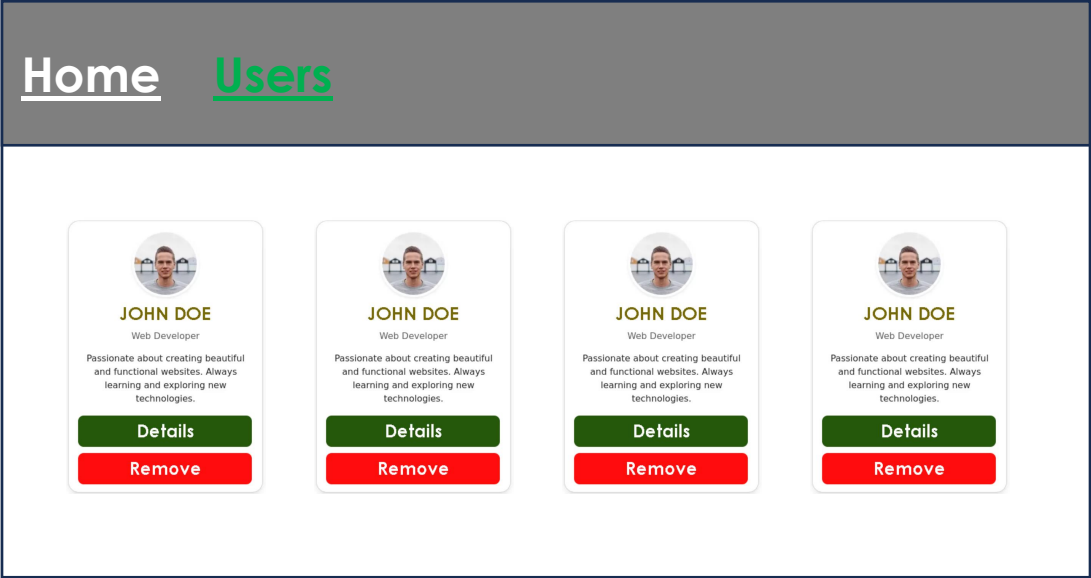 Home Users
JOHN DOE
Web Developer
Passionate about creating beautiful
and functional websites. Always
learning and exploring new
technologies.
Details
Remove
JOHN DOE
Web Developer
Passionate about creating beautiful
and functional websites. Always
learning and exploring new
technologies.
Details
Remove
JOHN DOE
Web Developer
Passionate about creating beautiful
and functional websites. Always
learning and exploring new
technologies.
Details
Remove
JOHN DOE
Web Developer
Passionate about creating beautiful
and functional websites. Always
learning and exploring new
technologies.
Details
Remove